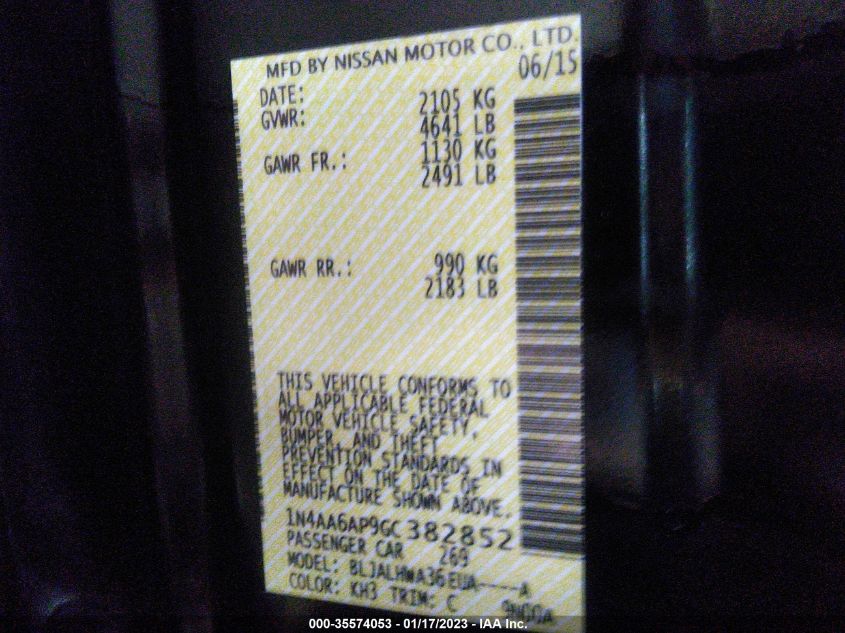 MFD BY NISSAN MOTOR CO., LTD.
DATE: 06/15
GVWR: 2105 KG
4641 LB
GAWR FR.: 1130 KG
2491 LB
GAWR RR.: 990 KG
2183 LB
THIS VEHICLE CONFORMS TO
ALL APPLICABLE FEDERAL
MOTOR VEHICLE SAFETY,
BUMPER, AND THEFT
PREVENTION STANDARDS IN
EFFECT ON THE DATE OF
MANUFACTURE SHOWN ABOVE.
1N4AA6AP9GC382852
PASSENGER CAR 269
MODEL: BLJALHWA36EUA-----A
COLOR: KH3 TRIM: C
000-35574053 - 01/17/2023 - IAA Inc.